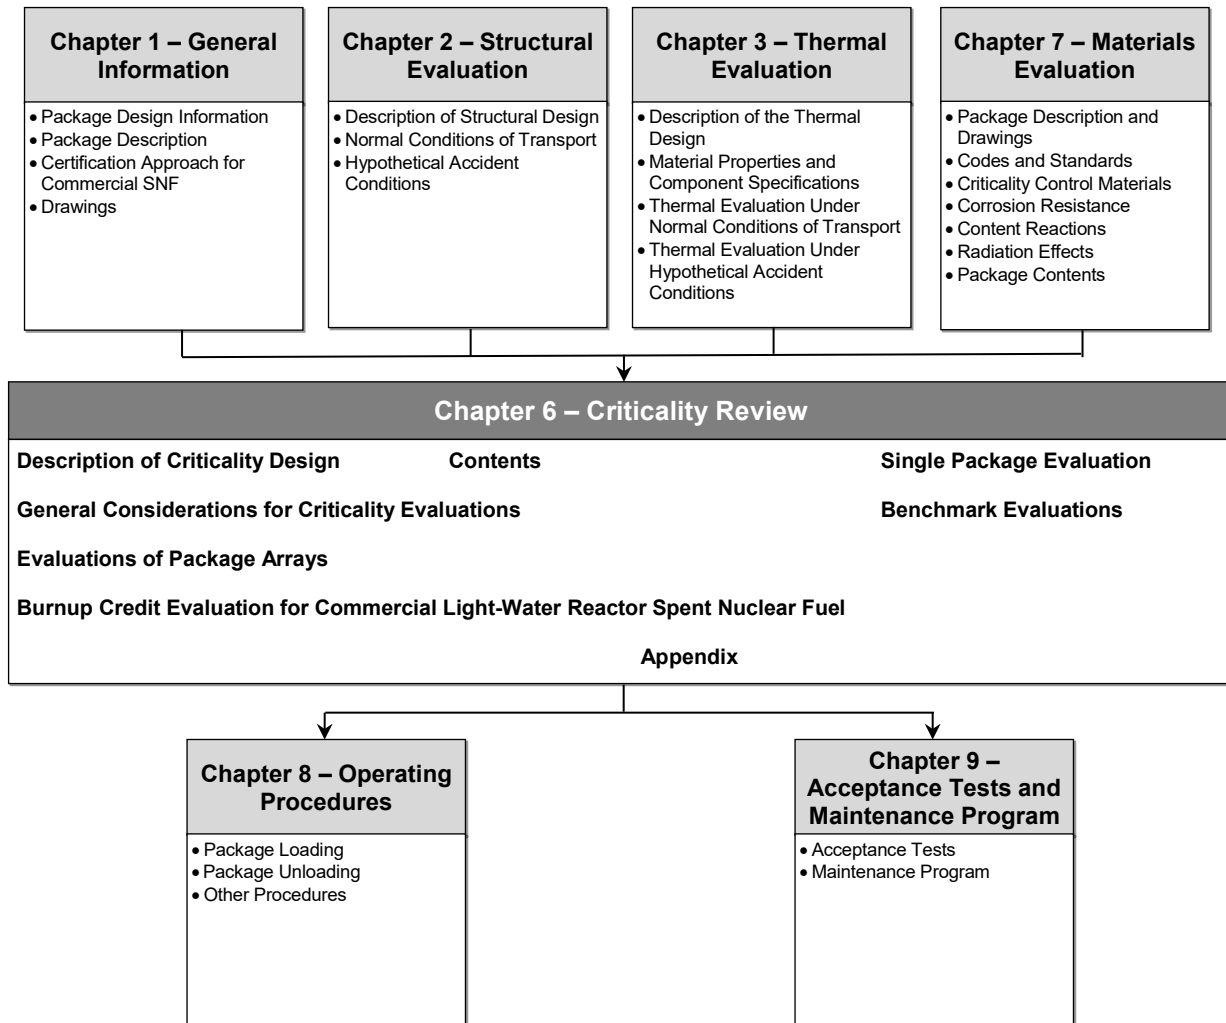 Chapter 1 – General
Information
• Package Design Information
• Package Description
• Certification Approach for
Commercial SNF
• Drawings
Chapter 2 – Structural
Evaluation
• Description of Structural Design
• Normal Conditions of Transport
• Hypothetical Accident
Conditions
Chapter 3 – Thermal
Evaluation
• Description of the Thermal
Design
• Material Properties and
Component Specifications
• Thermal Evaluation Under
Normal Conditions of Transport
• Thermal Evaluation Under
Hypothetical Accident
Conditions
Chapter 7 – Materials
Evaluation
• Package Description and
Drawings
• Codes and Standards
• Criticality Control Materials
• Corrosion Resistance
• Content Reactions
• Radiation Effects
• Package Contents
Chapter 6 – Criticality Review
Description of Criticality Design Contents Single Package Evaluation
General Considerations for Criticality Evaluations Benchmark Evaluations
Evaluations of Package Arrays
Burnup Credit Evaluation for Commercial Light-Water Reactor Spent Nuclear Fuel
Appendix
Chapter 8 – Operating
Procedures
• Package Loading
• Package Unloading
• Other Procedures
Chapter 9 –
Acceptance Tests and
Maintenance Program
• Acceptance Tests
• Maintenance Program